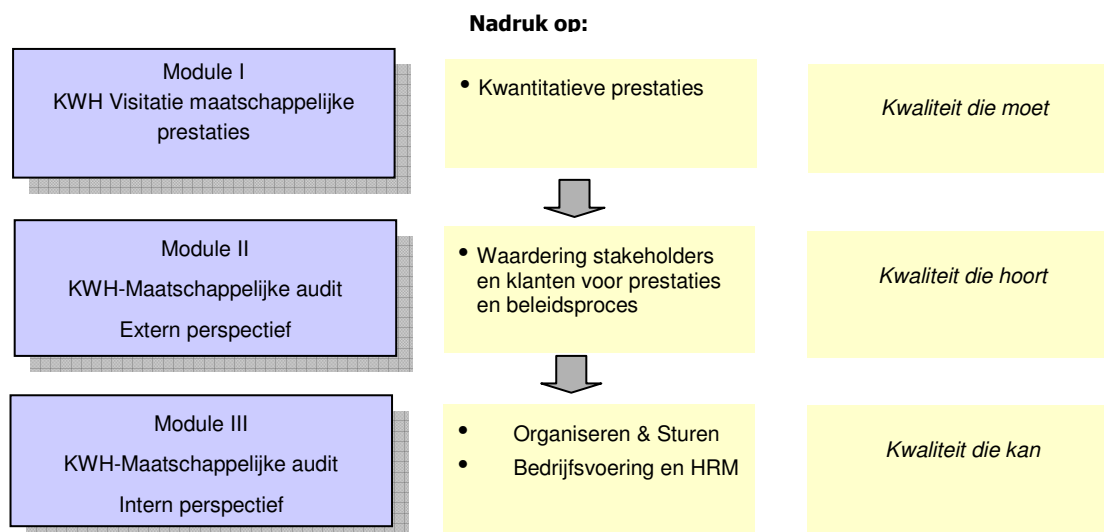 Nadruk op:
Module I
KWH Visitatie maatschappelijke
prestaties
• Kwantitatieve prestaties
Kwaliteit die moet
Module II
KWH-Maatschappelijke audit
Extern perspectief
• Waardering stakeholders
en klanten voor prestaties
en beleidsproces
Kwaliteit die hoort
Module III
KWH-Maatschappelijke audit
Intern perspectief
• Organiseren & Sturen
• Bedrijfsvoering en HRM
Kwaliteit die kan